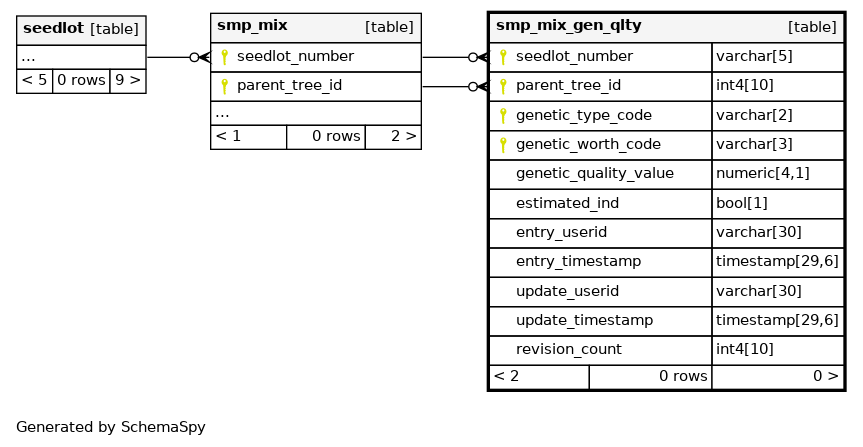 seedlot [table]
...
< 5 0 rows 9 >
smp_mix [table]
seedlot_number
parent_tree_id
...
< 1 0 rows 2 >
smp_mix_gen_qlty [table]
seedlot_number varchar[5]
parent_tree_id int4[10]
genetic_type_code varchar[2]
genetic_worth_code varchar[3]
genetic_quality_value numeric[4,1]
estimated_ind bool[1]
entry_userid varchar[30]
entry_timestamp timestamp[29,6]
update_userid varchar[30]
update_timestamp timestamp[29,6]
revision_count int4[10]
< 2 0 rows 0 >
Generated by SchemaSpy